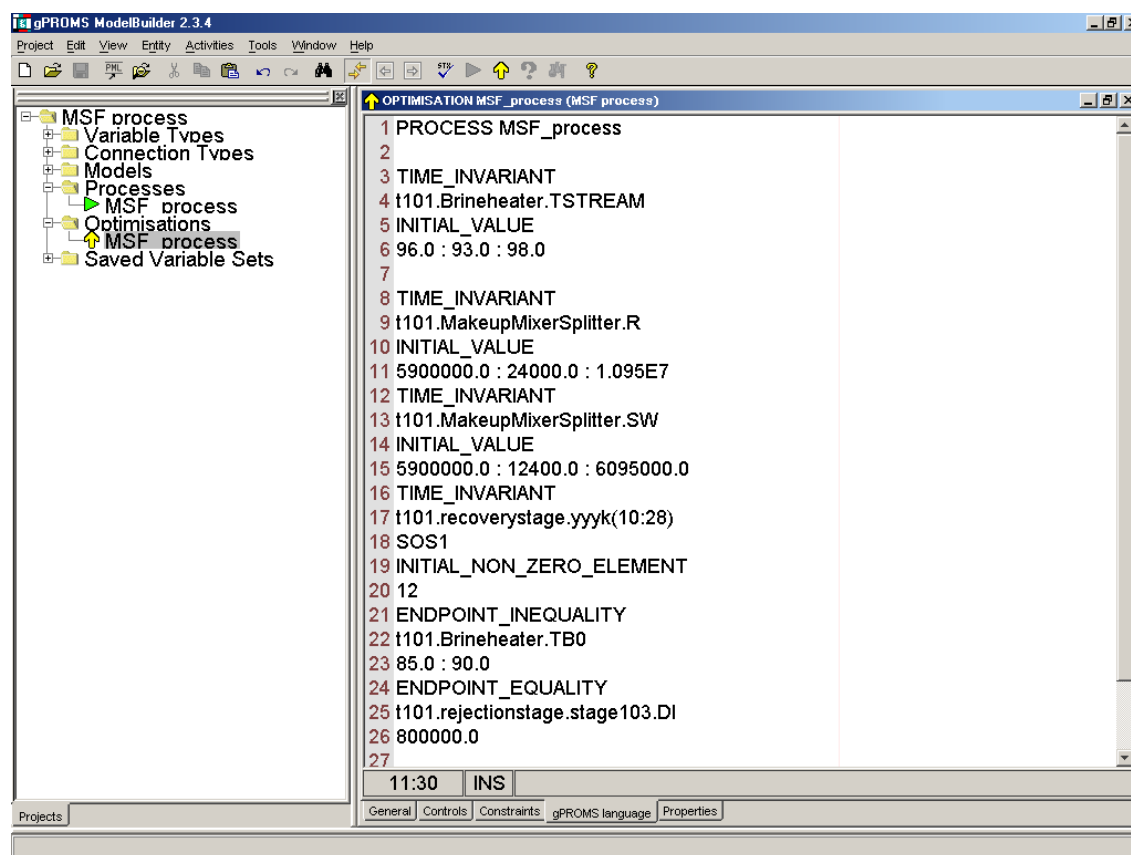 gPROMS ModelBuilder 2.3.4
Project Edit View Entity Activities Tools Window Help
MSF process
Variable Types
Connection Types
Models
Processes
MSF_process
Optimisations
MSF_process
Saved Variable Sets
Projects
OPTIMISATION MSF_process (MSF process)
1 PROCESS MSF_process
2
3 TIME_INVARIANT
4 t101.Brineheater.TSTREAM
5 INITIAL_VALUE
6 96.0 : 93.0 : 98.0
7
8 TIME_INVARIANT
9 t101.MakeupMixerSplitter.R
10 INITIAL_VALUE
11 5900000.0 : 24000.0 : 1.095E7
12 TIME_INVARIANT
13 t101.MakeupMixerSplitter.SW
14 INITIAL_VALUE
15 5900000.0 : 12400.0 : 6095000.0
16 TIME_INVARIANT
17 t101.recoverystage.yyyk(10:28)
18 SOS1
19 INITIAL_NON_ZERO_ELEMENT
20 12
21 ENDPOINT_INEQUALITY
22 t101.Brineheater.TB0
23 85.0 : 90.0
24 ENDPOINT_EQUALITY
25 t101.rejectionstage.stage103.DI
26 800000.0
27
11:30 INS
General Controls Constraints gPROMS language Properties